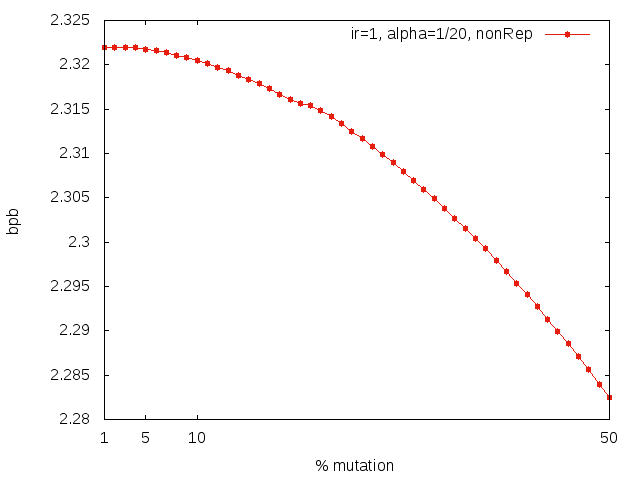 2.325
ir=1, alpha=1/20, nonRep
2.32
2.315
2.31
2.305
2.3
2.295
2.29
2.285
2.28
bpb
1 5 10 50
% mutation